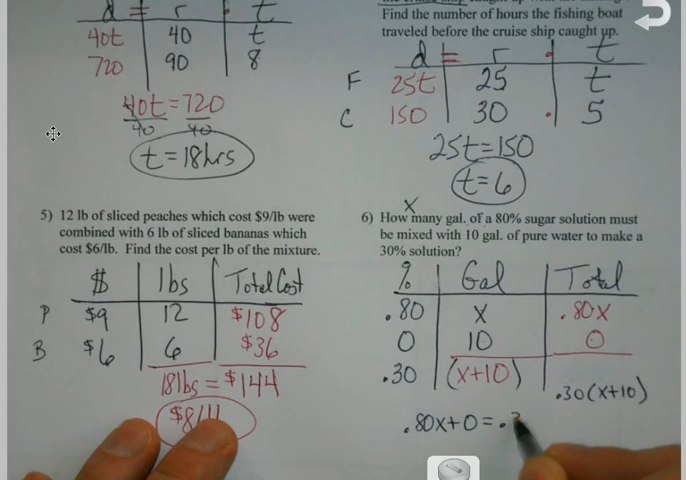 d = r . t
40t 40 t
720 90 8
40t = 720
40 40
t = 18hrs
Find the number of hours the fishing boat
traveled before the cruise ship caught up.
d = r . t
F 25t 25 t
C 150 30 . 5
25t = 150
t = 6
5) 12 lb of sliced peaches which cost $9/lb were
combined with 6 lb of sliced bananas which
cost $6/lb. Find the cost per lb of the mixture.
$ lbs Total Cost
P $9 12 $108
B $6 6 $36
18lbs = $144
$8/
x
6) How many gal. of a 80% sugar solution must
be mixed with 10 gal. of pure water to make a
30% solution?
% Gal Total
.80 x .80x
0 10 0
.30 (x+10) .30(x+10)
.80x+0=.